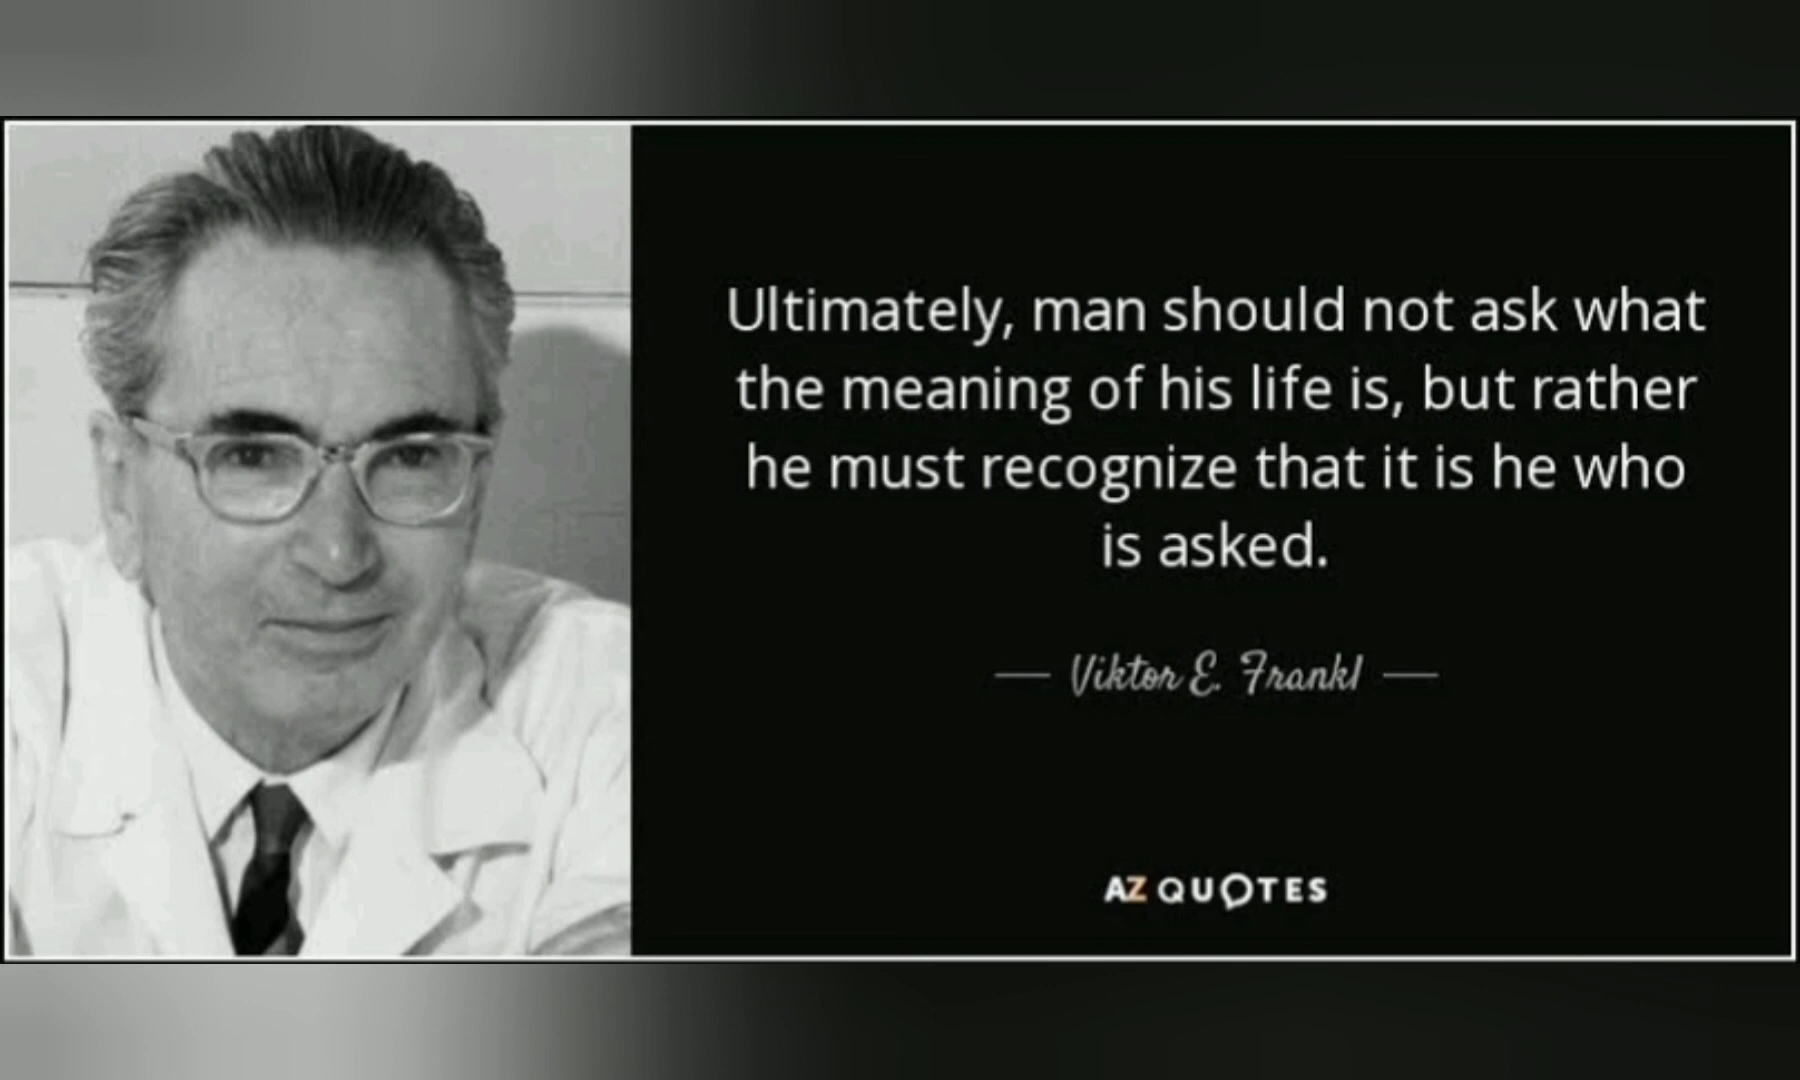 Ultimately, man should not ask what
the meaning of his life is, but rather
he must recognize that it is he who
is asked.
— Viktor E. Frankl —
AZ QUOTES